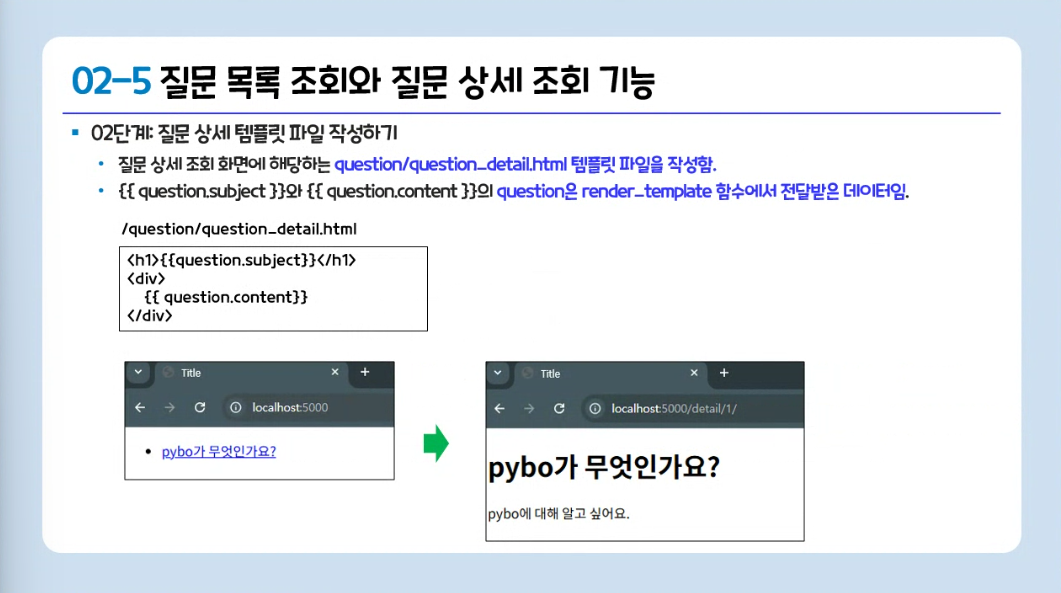 02-5 질문 목록 조회와 질문 상세 조회 기능
02단계: 질문 상세 템플릿 파일 작성하기
질문 상세 조회 화면에 해당하는 question/question_detail.html 템플릿 파일을 작성함.
{{ question.subject }}와 {{ question.content }}의 question은 render_template 함수에서 전달받은 데이터임.
/question/question_detail.html
<h1>{{question.subject}}</h1>
<div>
{{ question.content}}
</div>
Title
localhost:5000
pybo가 무엇인가요?
Title
localhost:5000/detail/1/
pybo가 무엇인가요?
pybo에 대해 알고 싶어요.